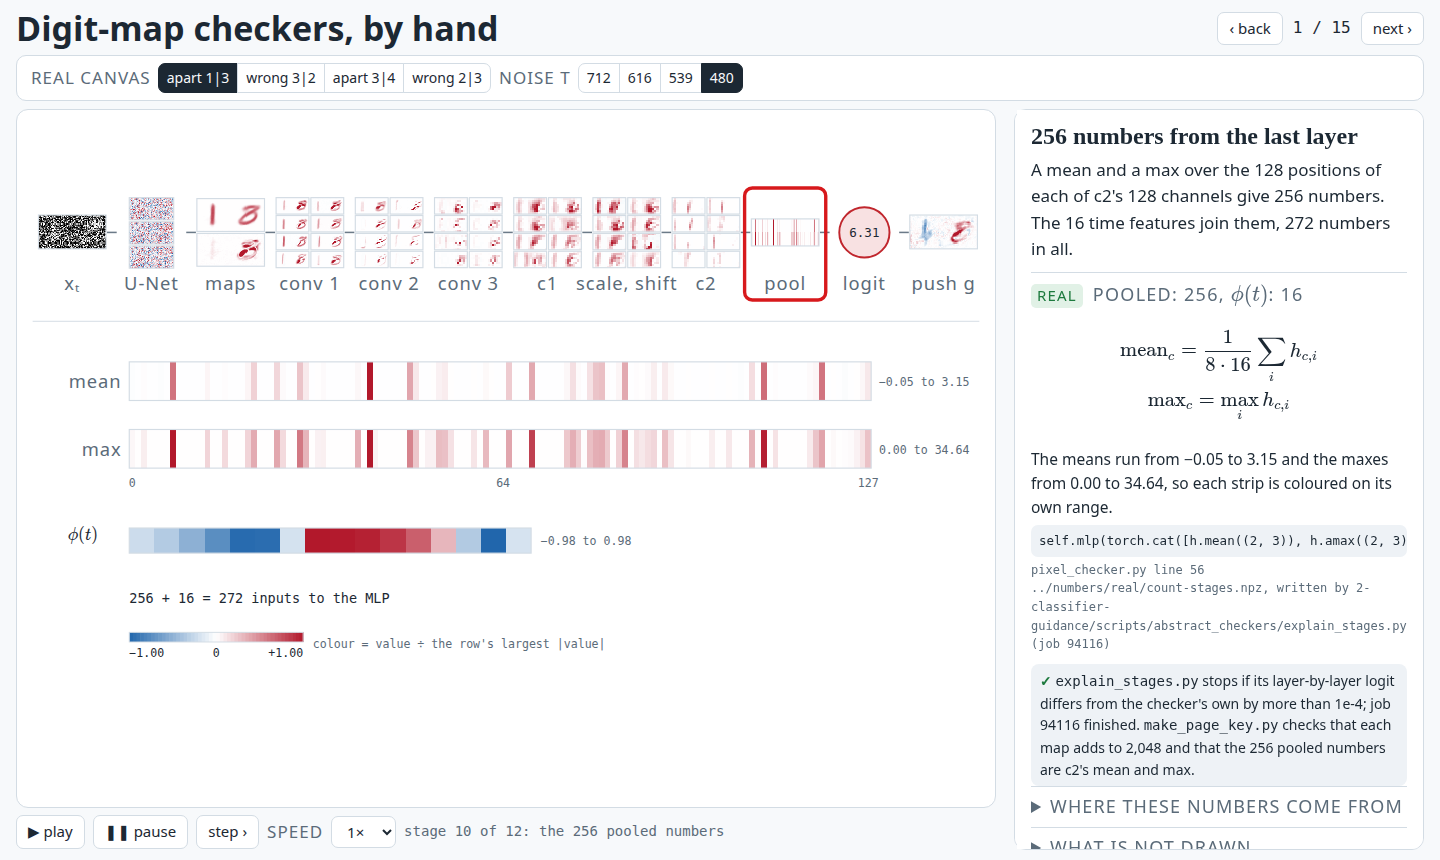 Digit-map checkers, by hand
‹ back 1 / 15 next ›
REAL CANVAS apart 1|3 wrong 3|2 apart 3|4 wrong 2|3 NOISE T 712 616 539 480
6.31
xₜ U-Net maps conv 1 conv 2 conv 3 c1 scale, shift c2 pool logit push g
mean −0.05 to 3.15
max 0.00 to 34.64
0 64 127
ϕ(t) −0.98 to 0.98
256 + 16 = 272 inputs to the MLP
−1.00 0 +1.00 colour = value ÷ the row's largest |value|
▶ play ❚❚ pause step › SPEED 1× stage 10 of 12: the 256 pooled numbers
256 numbers from the last layer
A mean and a max over the 128 positions of
each of c2's 128 channels give 256 numbers.
The 16 time features join them, 272 numbers
in all.
REAL POOLED: 256, ϕ(t): 16
mean_c = 1 / (8 · 16) ∑_i h_{c,i}
max_c = max_i h_{c,i}
The means run from −0.05 to 3.15 and the maxes
from 0.00 to 34.64, so each strip is coloured on its
own range.
self.mlp(torch.cat([h.mean((2, 3)), h.amax((2, 3)
pixel_checker.py line 56
../numbers/real/count-stages.npz, written by 2-
classifier-
guidance/scripts/abstract_checkers/explain_stages.py
(job 94116)
✓ explain_stages.py stops if its layer-by-layer logit
differs from the checker's own by more than 1e-4; job
94116 finished. make_page_key.py checks that each
map adds to 2,048 and that the 256 pooled numbers
are c2's mean and max.
▶ WHERE THESE NUMBERS COME FROM
▶ WHAT IS NOT DRAWN